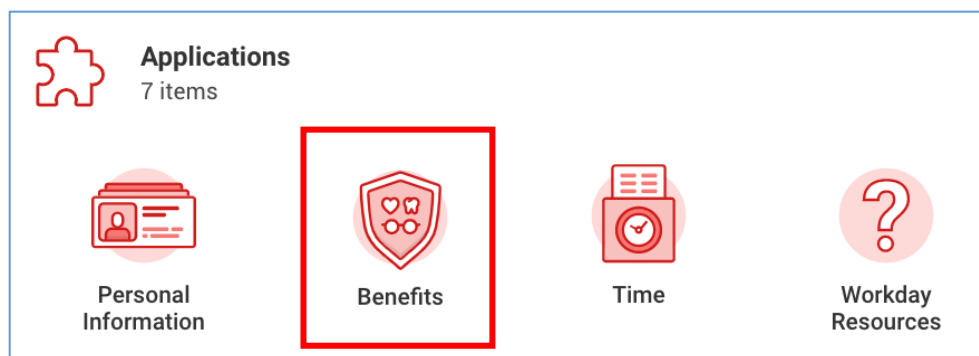 Applications
7 items
Personal
Information
Benefits
Time
Workday
Resources